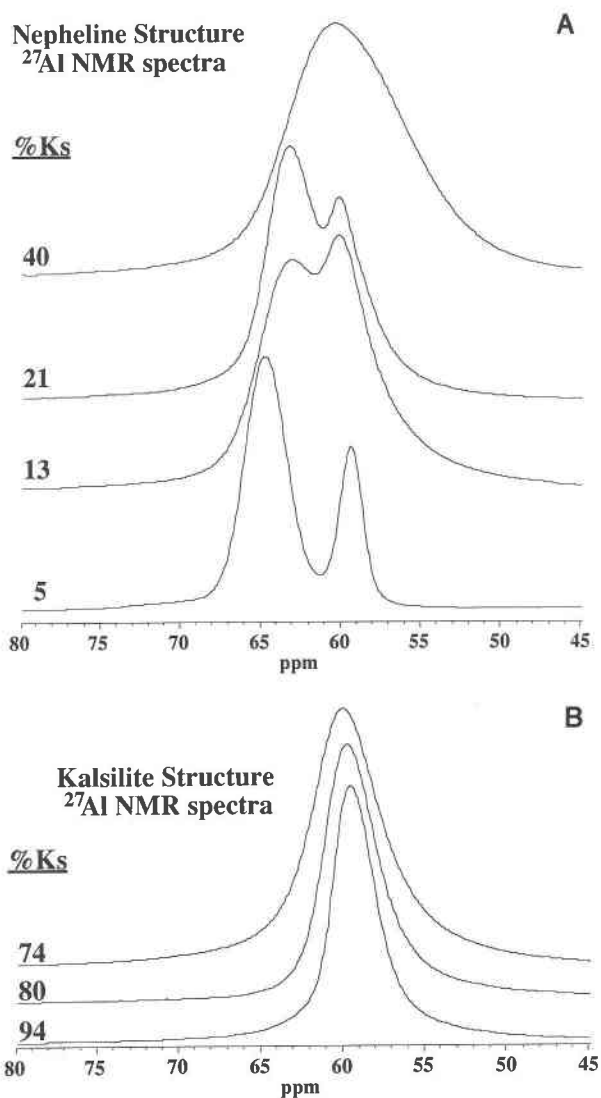 A
Nepheline Structure
²⁷Al NMR spectra
%Ks
40
21
13
5
80 75 70 65 60 55 50 45
ppm
B
Kalsilite Structure
²⁷Al NMR spectra
%Ks
74
80
94
80 75 70 65 60 55 50 45
ppm